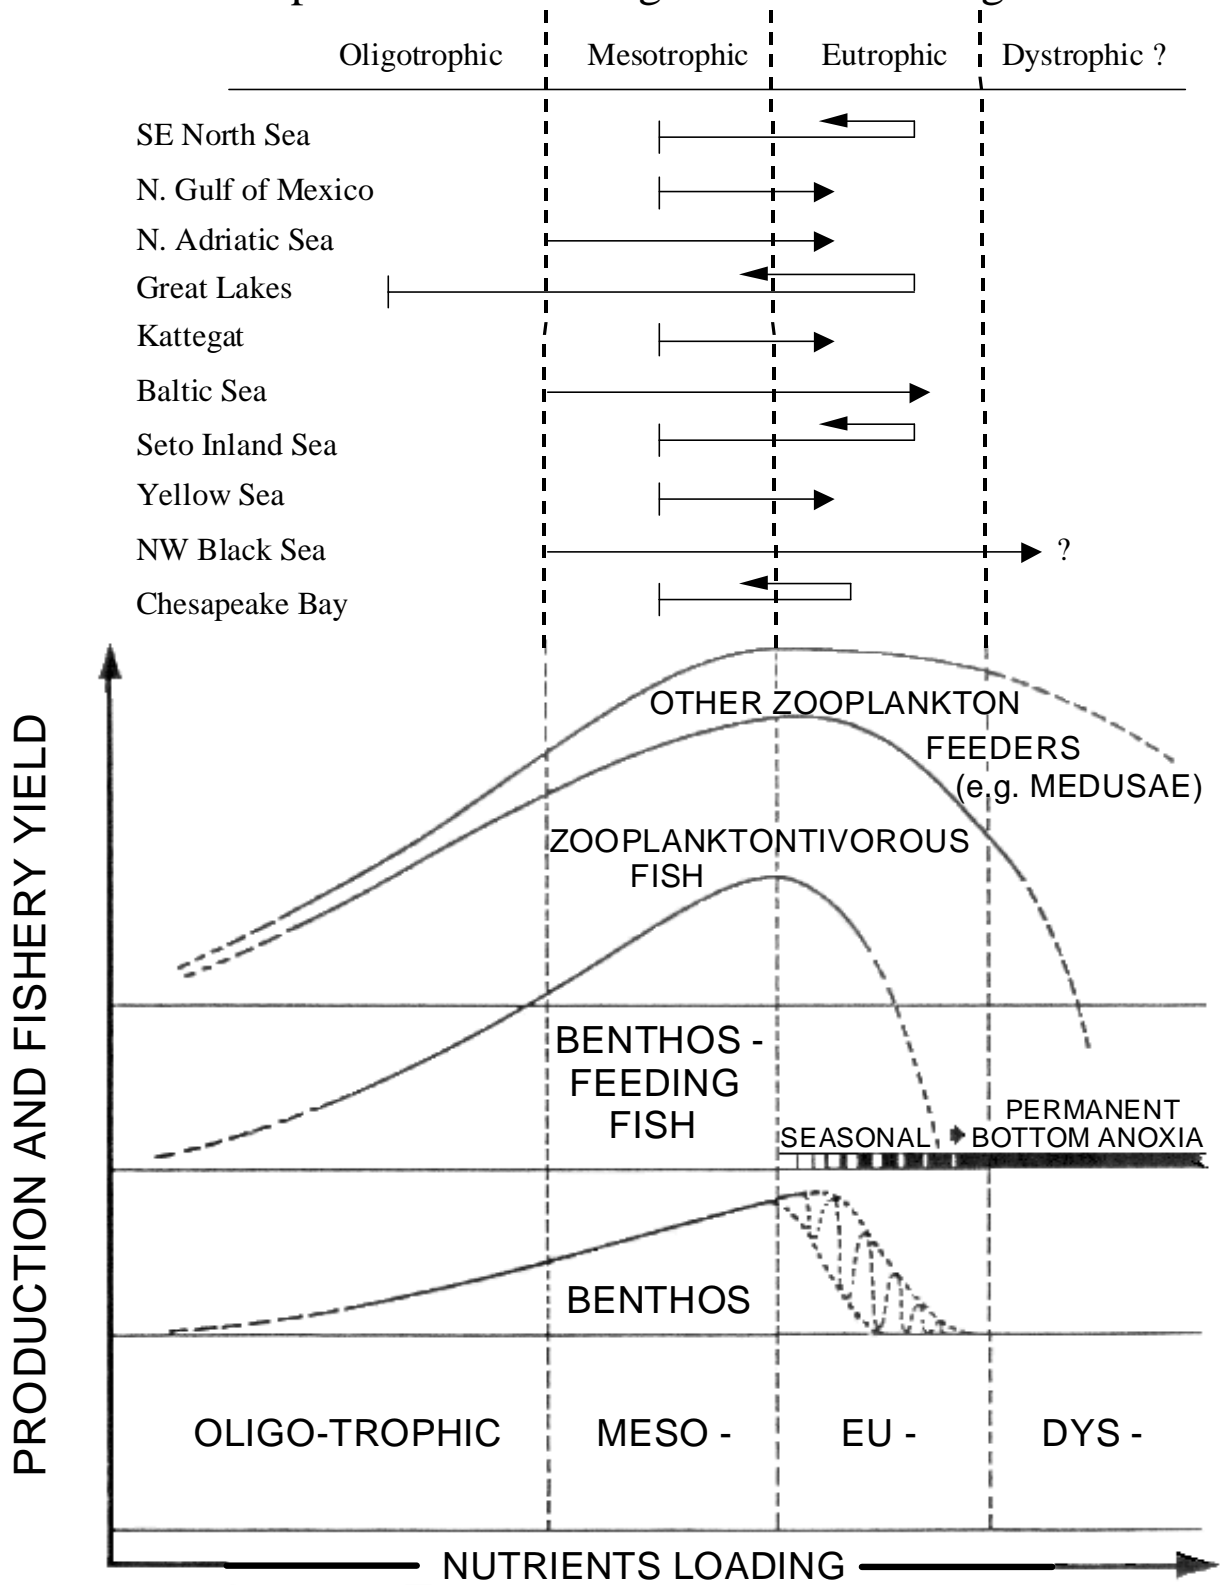 Oligotrophic Mesotrophic Eutrophic Dystrophic ?
SE North Sea
N. Gulf of Mexico
N. Adriatic Sea
Great Lakes
Kattegat
Baltic Sea
Seto Inland Sea
Yellow Sea
NW Black Sea ?
Chesapeake Bay
PRODUCTION AND FISHERY YIELD
OTHER ZOOPLANKTON
FEEDERS
(e.g. MEDUSAE)
ZOOPLANKTONTIVOROUS
FISH
BENTHOS -
FEEDING
FISH
PERMANENT
SEASONAL BOTTOM ANOXIA
BENTHOS
OLIGO-TROPHIC MESO - EU - DYS -
NUTRIENTS LOADING